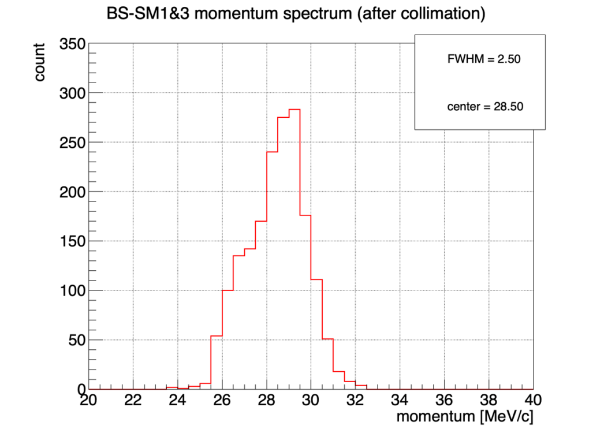 BS-SM1&3 momentum spectrum (after collimation)
count
350
300
250
200
150
100
50
0
FWHM = 2.50
center = 28.50
20 22 24 26 28 30 32 34 36 38 40
momentum [MeV/c]